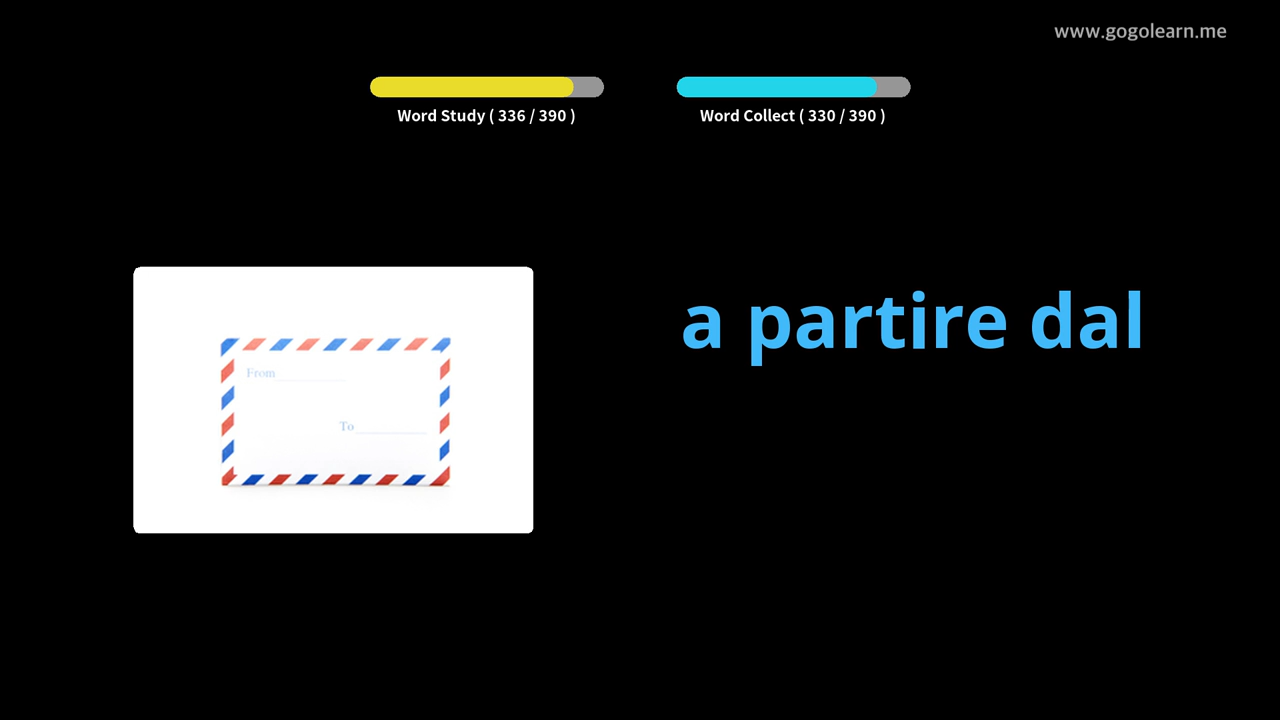 www.gogolearn.me
Word Study ( 336 / 390 )
Word Collect ( 330 / 390 )
a partire dal
From
To